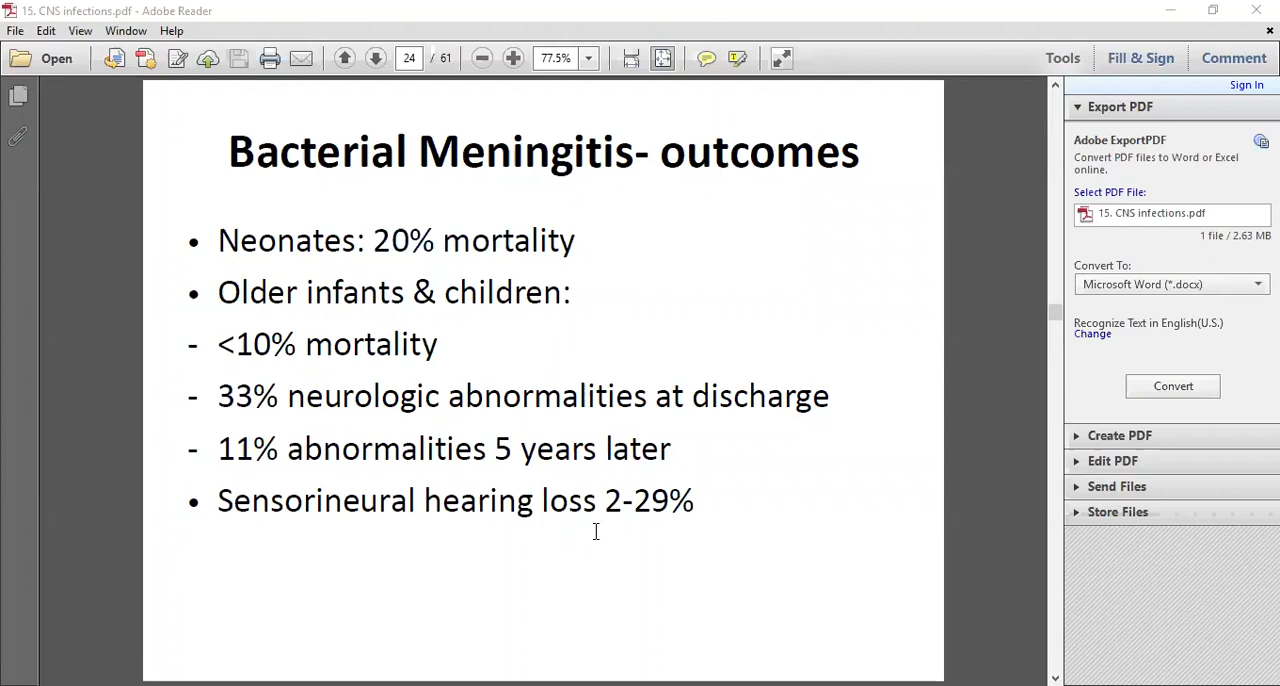 15. CNS infections.pdf - Adobe Reader
File Edit View Window Help
Open 24 / 61 77.5% Tools Fill & Sign Comment
Sign In
Export PDF
Adobe ExportPDF
Convert PDF files to Word or Excel
online.
Select PDF File:
15. CNS infections.pdf
1 file / 2.63 MB
Convert To:
Microsoft Word (*.docx)
Recognize Text in English(U.S.)
Change
Convert
Create PDF
Edit PDF
Send Files
Store Files
Bacterial Meningitis- outcomes
• Neonates: 20% mortality
• Older infants & children:
- <10% mortality
- 33% neurologic abnormalities at discharge
- 11% abnormalities 5 years later
• Sensorineural hearing loss 2-29%